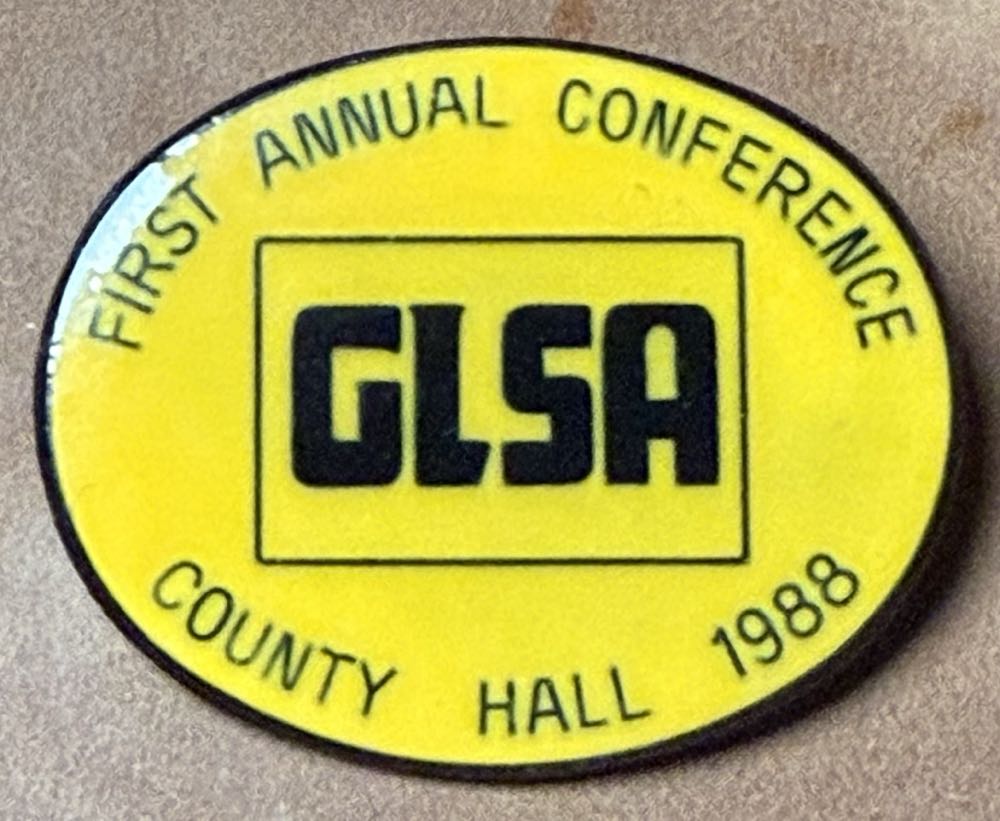 FIRST ANNUAL CONFERENCE
GLSA
COUNTY HALL 1988